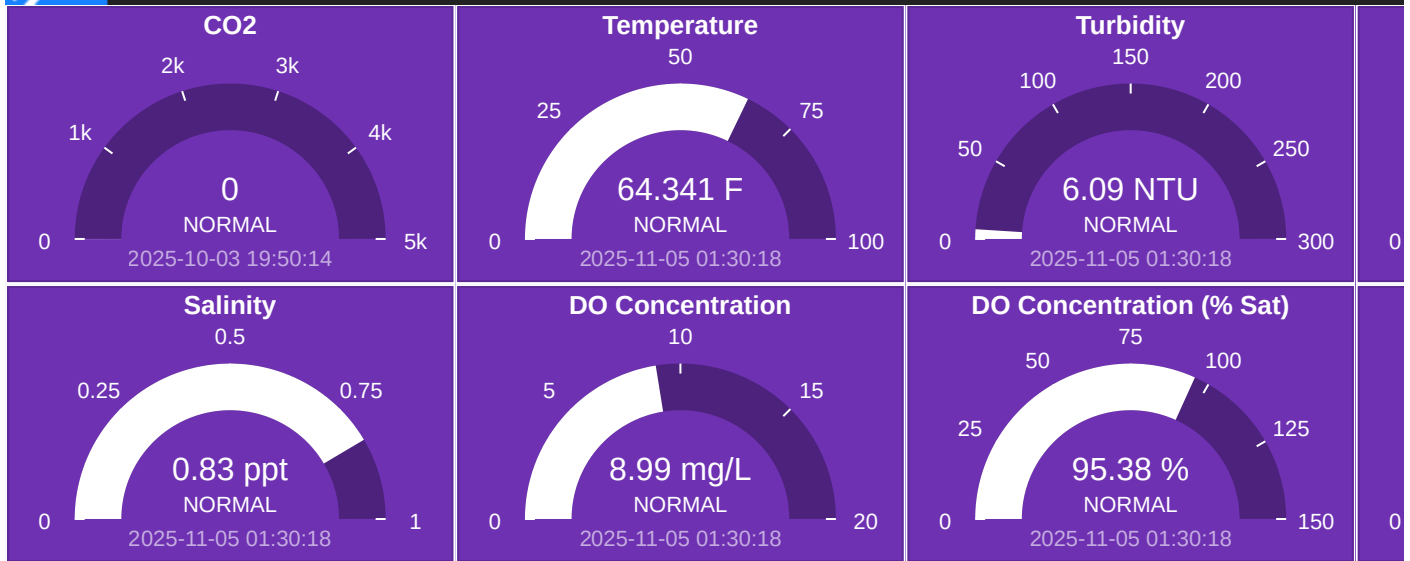 CO2
0
1k
2k
3k
4k
5k
0
NORMAL
2025-10-03 19:50:14
Temperature
0
25
50
75
100
64.341 F
NORMAL
2025-11-05 01:30:18
Turbidity
0
50
100
150
200
250
300
6.09 NTU
NORMAL
2025-11-05 01:30:18
0
Salinity
0
0.25
0.5
0.75
1
0.83 ppt
NORMAL
2025-11-05 01:30:18
DO Concentration
0
5
10
15
20
8.99 mg/L
NORMAL
2025-11-05 01:30:18
DO Concentration (% Sat)
0
25
50
75
100
125
150
95.38 %
NORMAL
2025-11-05 01:30:18
0